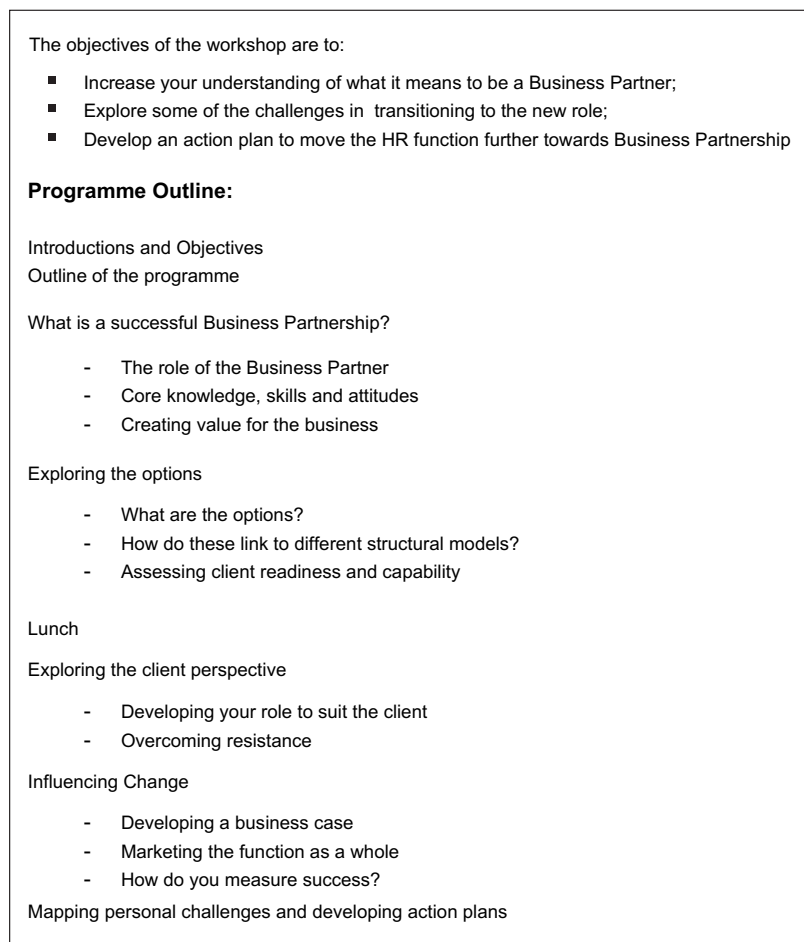 The objectives of the workshop are to:
▪ Increase your understanding of what it means to be a Business Partner;
▪ Explore some of the challenges in transitioning to the new role;
▪ Develop an action plan to move the HR function further towards Business Partnership
Programme Outline:
Introductions and Objectives
Outline of the programme
What is a successful Business Partnership?
- The role of the Business Partner
- Core knowledge, skills and attitudes
- Creating value for the business
Exploring the options
- What are the options?
- How do these link to different structural models?
- Assessing client readiness and capability
Lunch
Exploring the client perspective
- Developing your role to suit the client
- Overcoming resistance
Influencing Change
- Developing a business case
- Marketing the function as a whole
- How do you measure success?
Mapping personal challenges and developing action plans